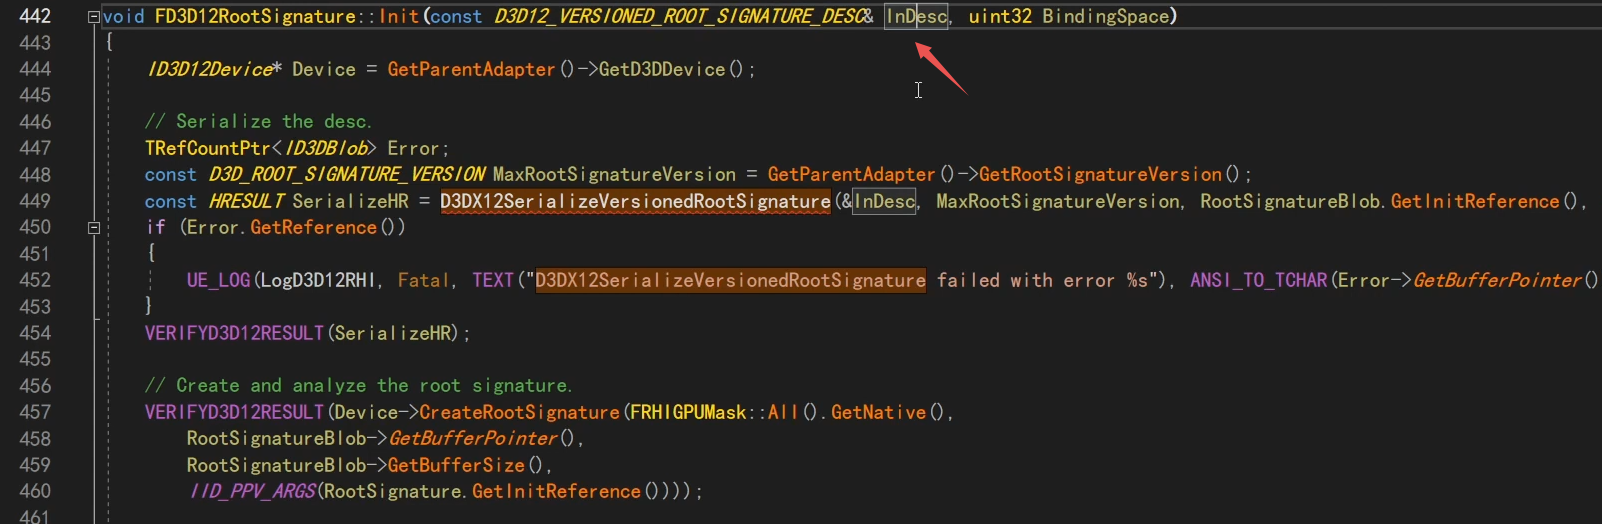 442 void FD3D12RootSignature::Init(const D3D12_VERSIONED_ROOT_SIGNATURE_DESC& InDesc, uint32 BindingSpace)
443 {
444 ID3D12Device* Device = GetParentAdapter()->GetD3DDevice();
445
446 // Serialize the desc.
447 TRefCountPtr<ID3DBlob> Error;
448 const D3D_ROOT_SIGNATURE_VERSION MaxRootSignatureVersion = GetParentAdapter()->GetRootSignatureVersion();
449 const HRESULT SerializeHR = D3DX12SerializeVersionedRootSignature(&InDesc, MaxRootSignatureVersion, RootSignatureBlob.GetInitReference(),
450 if (Error.GetReference())
451 {
452 UE_LOG(LogD3D12RHI, Fatal, TEXT("D3DX12SerializeVersionedRootSignature failed with error %s"), ANSI_TO_TCHAR(Error->GetBufferPointer()
453 }
454 VERIFYD3D12RESULT(SerializeHR);
455
456 // Create and analyze the root signature.
457 VERIFYD3D12RESULT(Device->CreateRootSignature(FRHIGPUMask::All().GetNative(),
458 RootSignatureBlob->GetBufferPointer(),
459 RootSignatureBlob->GetBufferSize(),
460 IID_PPV_ARGS(RootSignature.GetInitReference())));
461